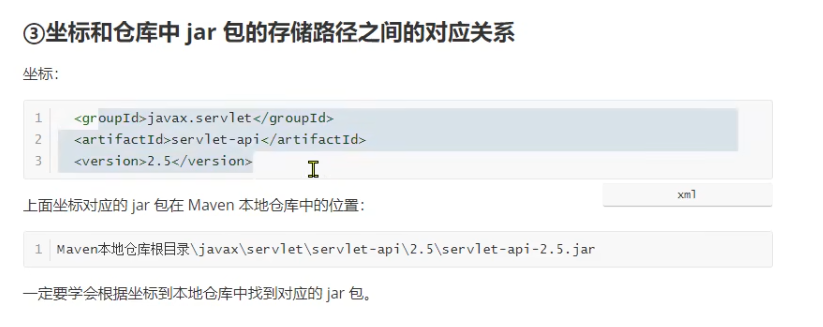 ③坐标和仓库中 jar 包的存储路径之间的对应关系
坐标：
1 <groupId>javax.servlet</groupId>
2 <artifactId>servlet-api</artifactId>
3 <version>2.5</version>
xml
上面坐标对应的 jar 包在 Maven 本地仓库中的位置：
1 Maven本地仓库根目录\javax\servlet\servlet-api\2.5\servlet-api-2.5.jar
一定要学会根据坐标到本地仓库中找到对应的 jar 包。